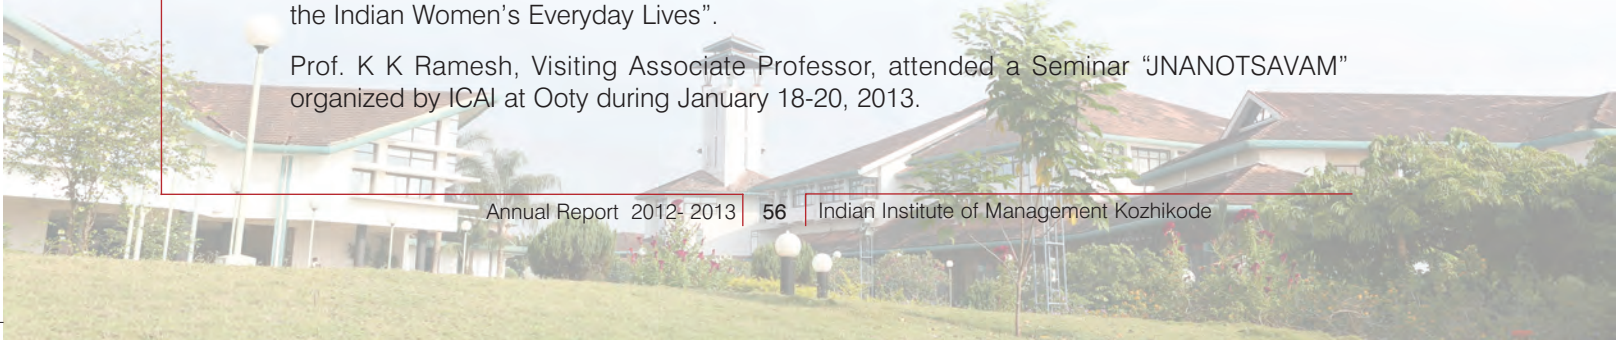 the Indian Women’s Everyday Lives”.
Prof. K K Ramesh, Visiting Associate Professor, attended a Seminar “JNANOTSAVAM”
organized by ICAI at Ooty during January 18-20, 2013.
Annual Report 2012- 2013 56 Indian Institute of Management Kozhikode